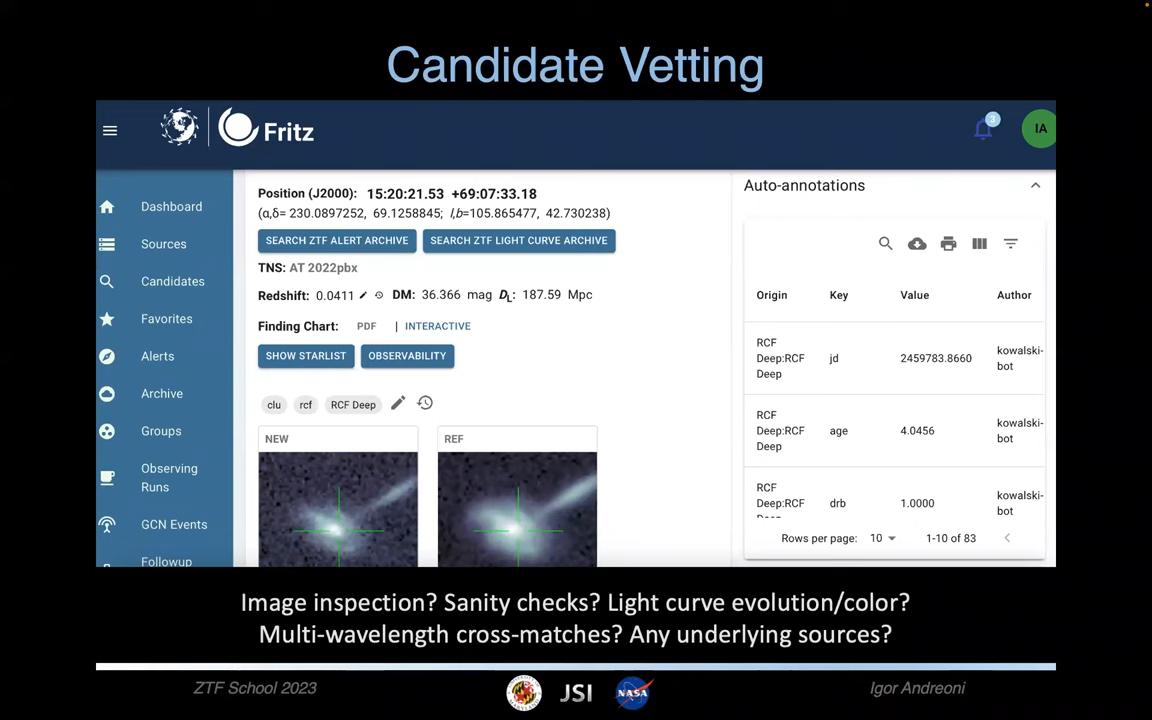 Candidate Vetting
Fritz
3
IA
Dashboard
Sources
Candidates
Favorites
Alerts
Archive
Groups
Observing
Runs
GCN Events
Followup
Position (J2000): 15:20:21.53 +69:07:33.18
(α,δ= 230.0897252, 69.1258845; l,b=105.865477, 42.730238)
SEARCH ZTF ALERT ARCHIVE SEARCH ZTF LIGHT CURVE ARCHIVE
TNS: AT 2022pbx
Redshift: 0.0411 DM: 36.366 mag DL: 187.59 Mpc
Finding Chart: PDF | INTERACTIVE
SHOW STARLIST OBSERVABILITY
clu rcf RCF Deep
NEW REF
Auto-annotations
Origin Key Value Author
RCF
Deep:RCF
Deep
jd
2459783.8660
kowalski-
bot
RCF
Deep:RCF
Deep
age
4.0456
kowalski-
bot
RCF
Deep:RCF
Deep
drb
1.0000
kowalski-
bot
Rows per page: 10 1-10 of 83
Image inspection? Sanity checks? Light curve evolution/color?
Multi-wavelength cross-matches? Any underlying sources?
ZTF School 2023 JSI NASA Igor Andreoni